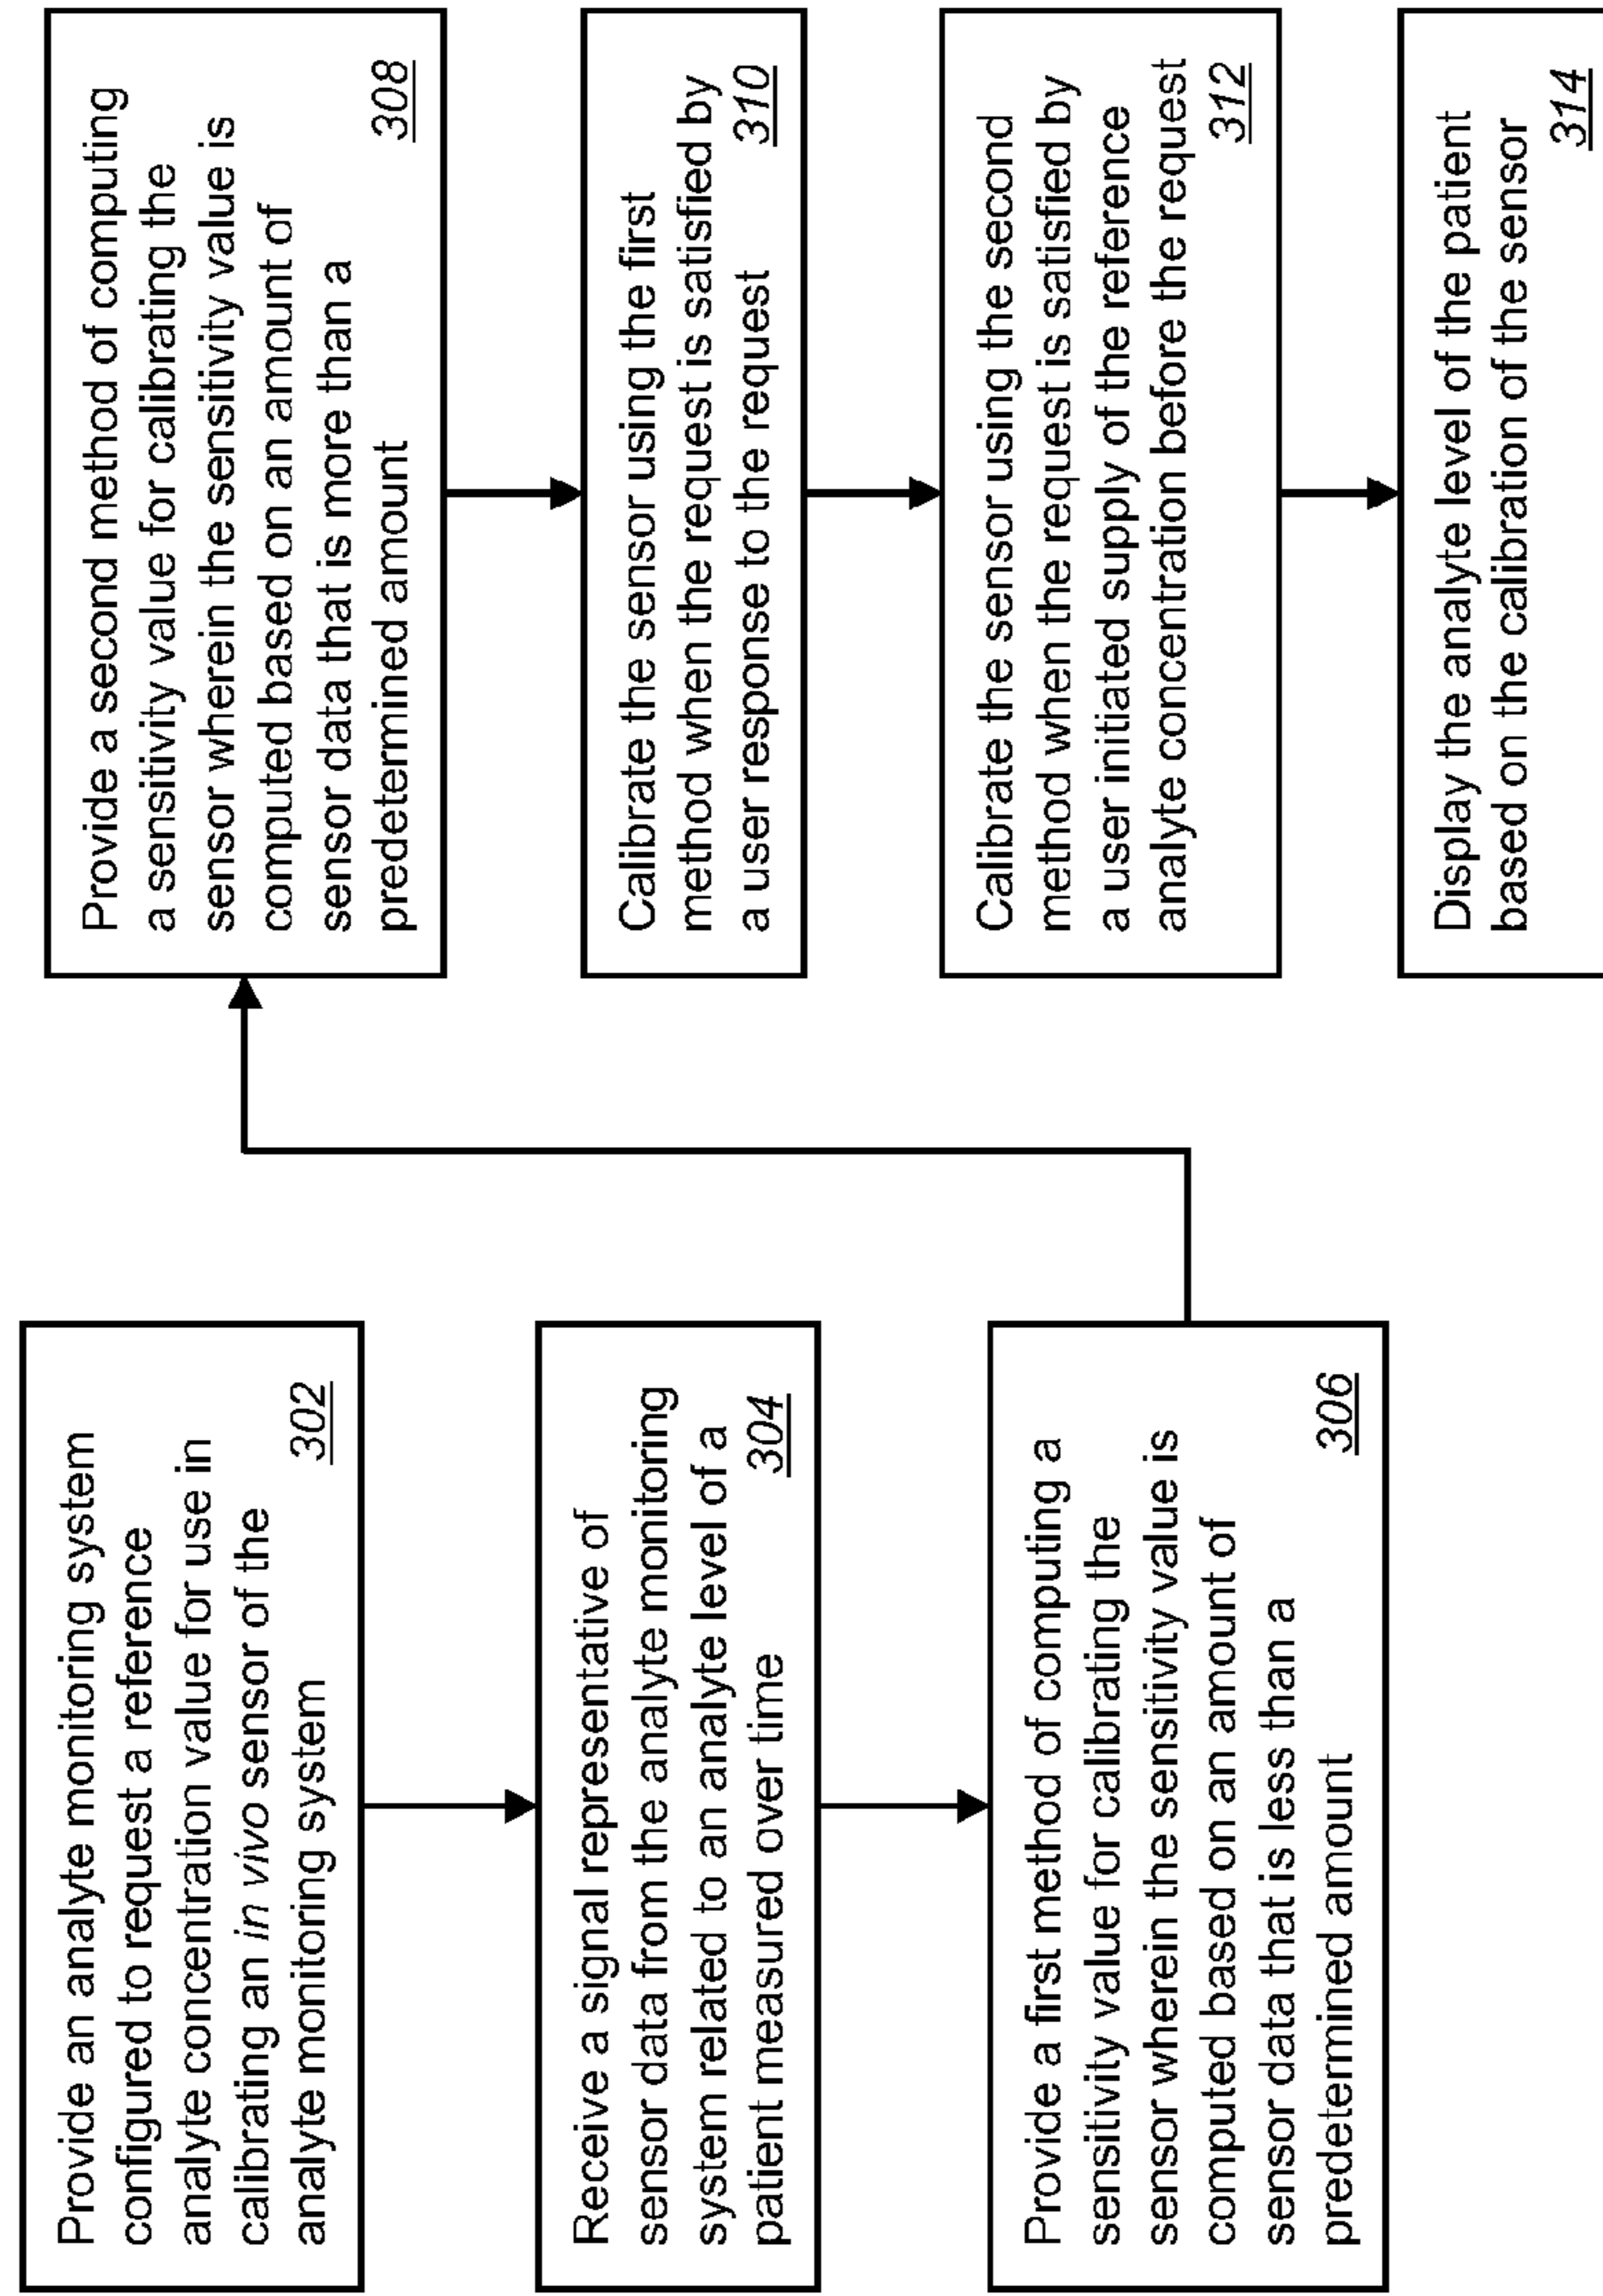 Provide an analyte monitoring system
configured to request a reference
analyte concentration value for use in
calibrating an in vivo sensor of the
analyte monitoring system
302
Receive a signal representative of
sensor data from the analyte monitoring
system related to an analyte level of a
patient measured over time
304
Provide a first method of computing a
sensitivity value for calibrating the
sensor wherein the sensitivity value is
computed based on an amount of
sensor data that is less than a
predetermined amount
306
Provide a second method of computing
a sensitivity value for calibrating the
sensor wherein the sensitivity value is
computed based on an amount of
sensor data that is more than a
predetermined amount
308
Calibrate the sensor using the first
method when the request is satisfied by
a user response to the request
310
Calibrate the sensor using the second
method when the request is satisfied by
a user initiated supply of the reference
analyte concentration before the request
312
Display the analyte level of the patient
based on the calibration of the sensor
314